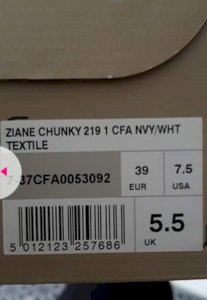 ZIANE CHUNKY 219 1 CFA NVY/WHT
TEXTILE
7-37CFA0053092
39
EUR
7.5
USA
5.5
UK
5 012123 257686